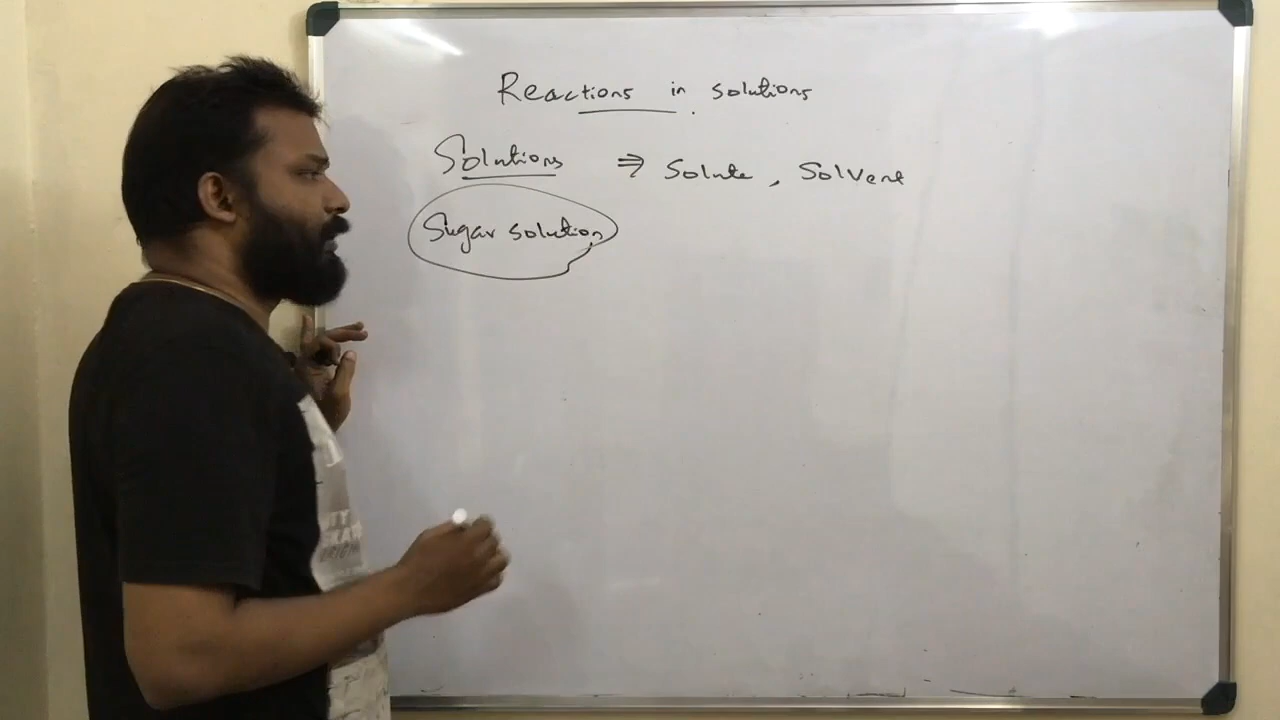 Reactions in solutions
Solutions ⇒ Solute, Solvent
Sugar solution